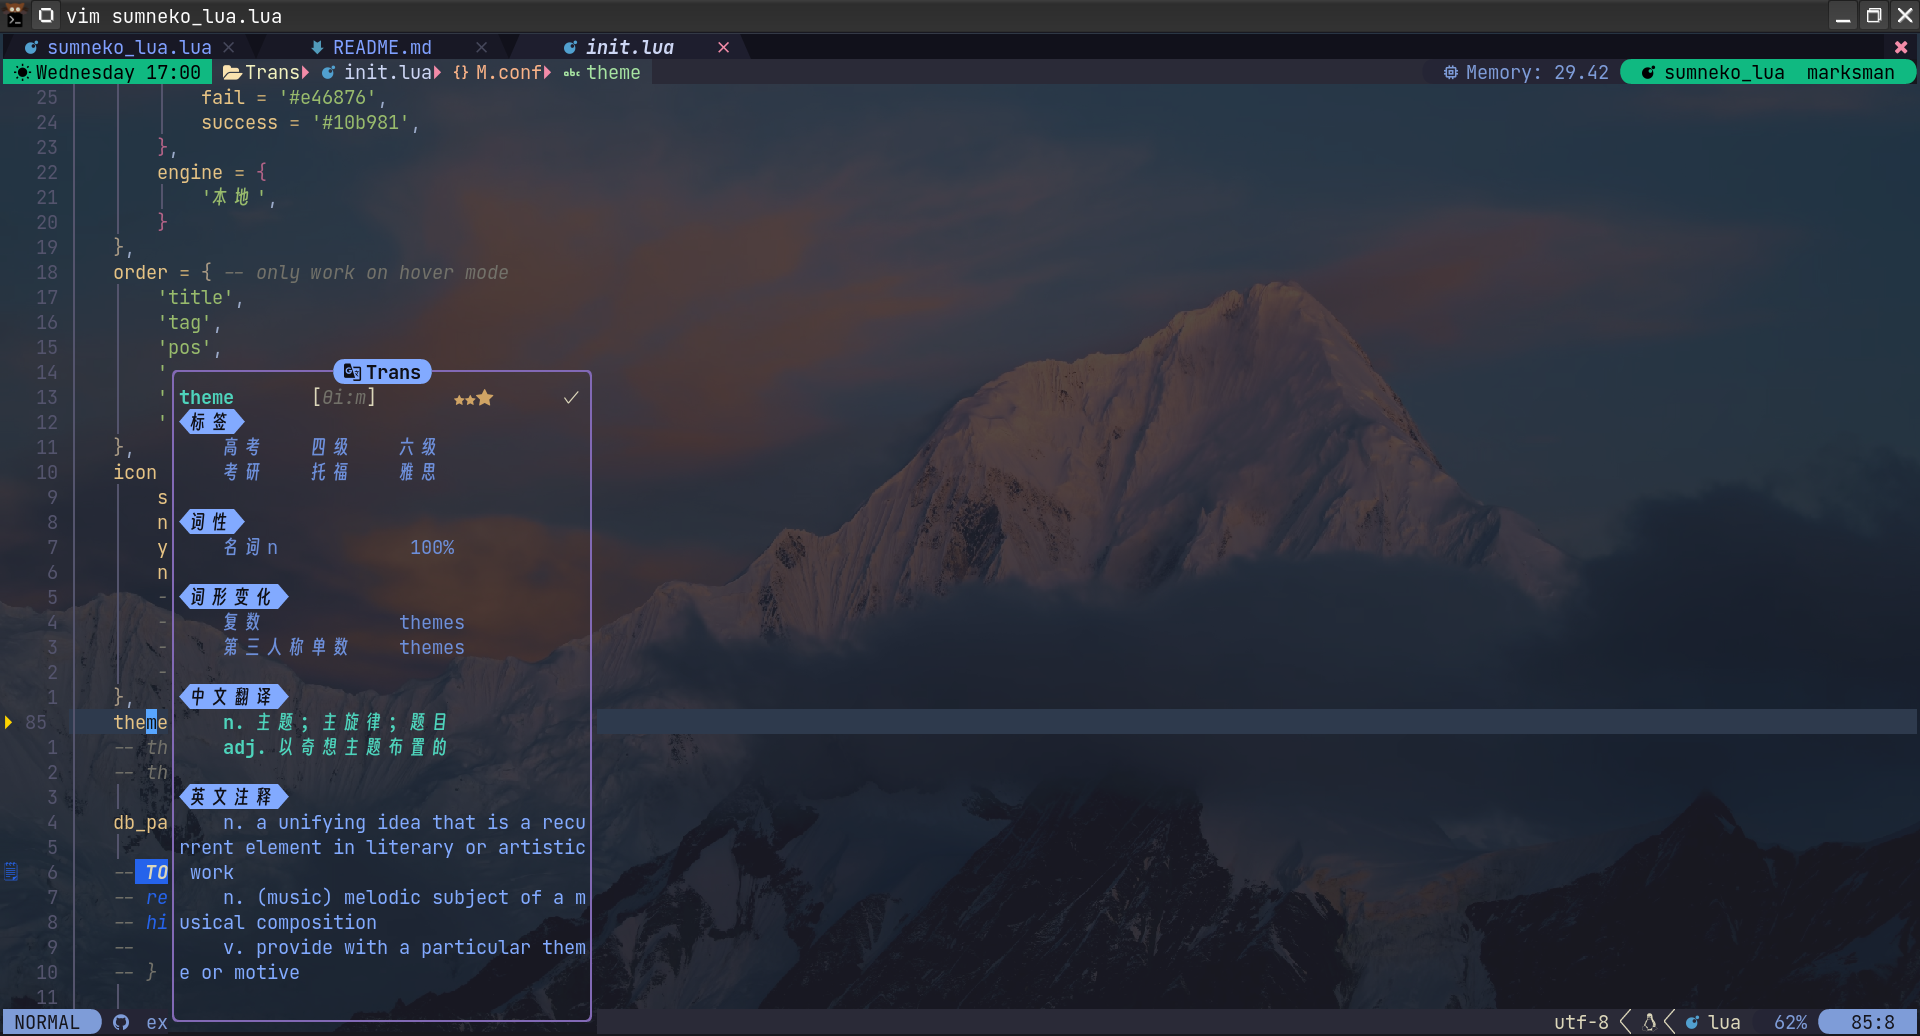 vim sumneko_lua.lua
sumneko_lua.lua README.md init.lua
Wednesday 17:00 Trans init.lua {} M.conf abc theme Memory: 29.42 sumneko_lua marksman
25 fail = '#e46876',
24 success = '#10b981',
23 },
22 engine = {
21 '本地',
20 }
19 },
18 order = { -- only work on hover mode
17 'title',
16 'tag',
15 'pos',
14 '
13 '
12 '
11 },
10 icon
9 s
8 n
7 y
6 n
5 -
4 -
3 -
2 -
1 },
85 theme
1 -- th
2 -- th
3
4 db_pa
5
6 -- TO
7 -- re
8 -- hi
9 --
10 -- }
11
Trans
theme [θi:m]
标签
高考 四级 六级
考研 托福 雅思
词性
名词n 100%
词形变化
复数 themes
第三人称单数 themes
中文翻译
n. 主题；主旋律；题目
adj. 以奇想主题布置的
英文注释
n. a unifying idea that is a recu
rrent element in literary or artistic
work
n. (music) melodic subject of a m
usical composition
v. provide with a particular them
e or motive
NORMAL ex utf-8 lua 62% 85:8